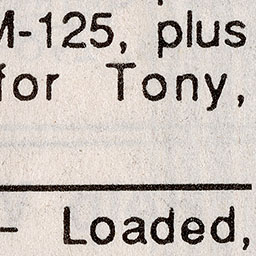 M-125, plus
for Tony,
– Loaded,